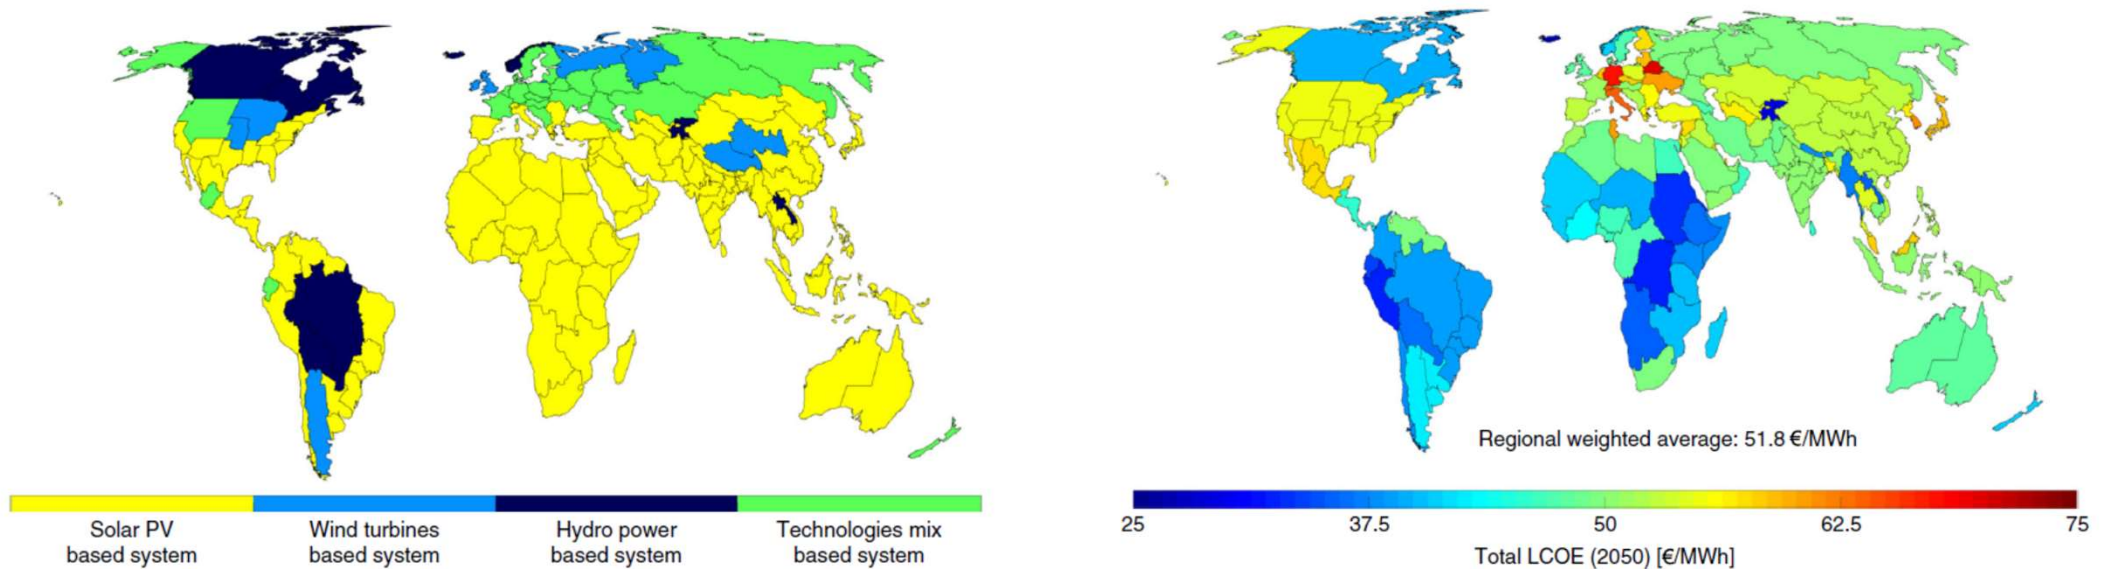 Solar PV
based system
Wind turbines
based system
Hydro power
based system
Technologies mix
based system
Regional weighted average: 51.8 €/MWh
25
37.5
50
62.5
75
Total LCOE (2050) [€/MWh]